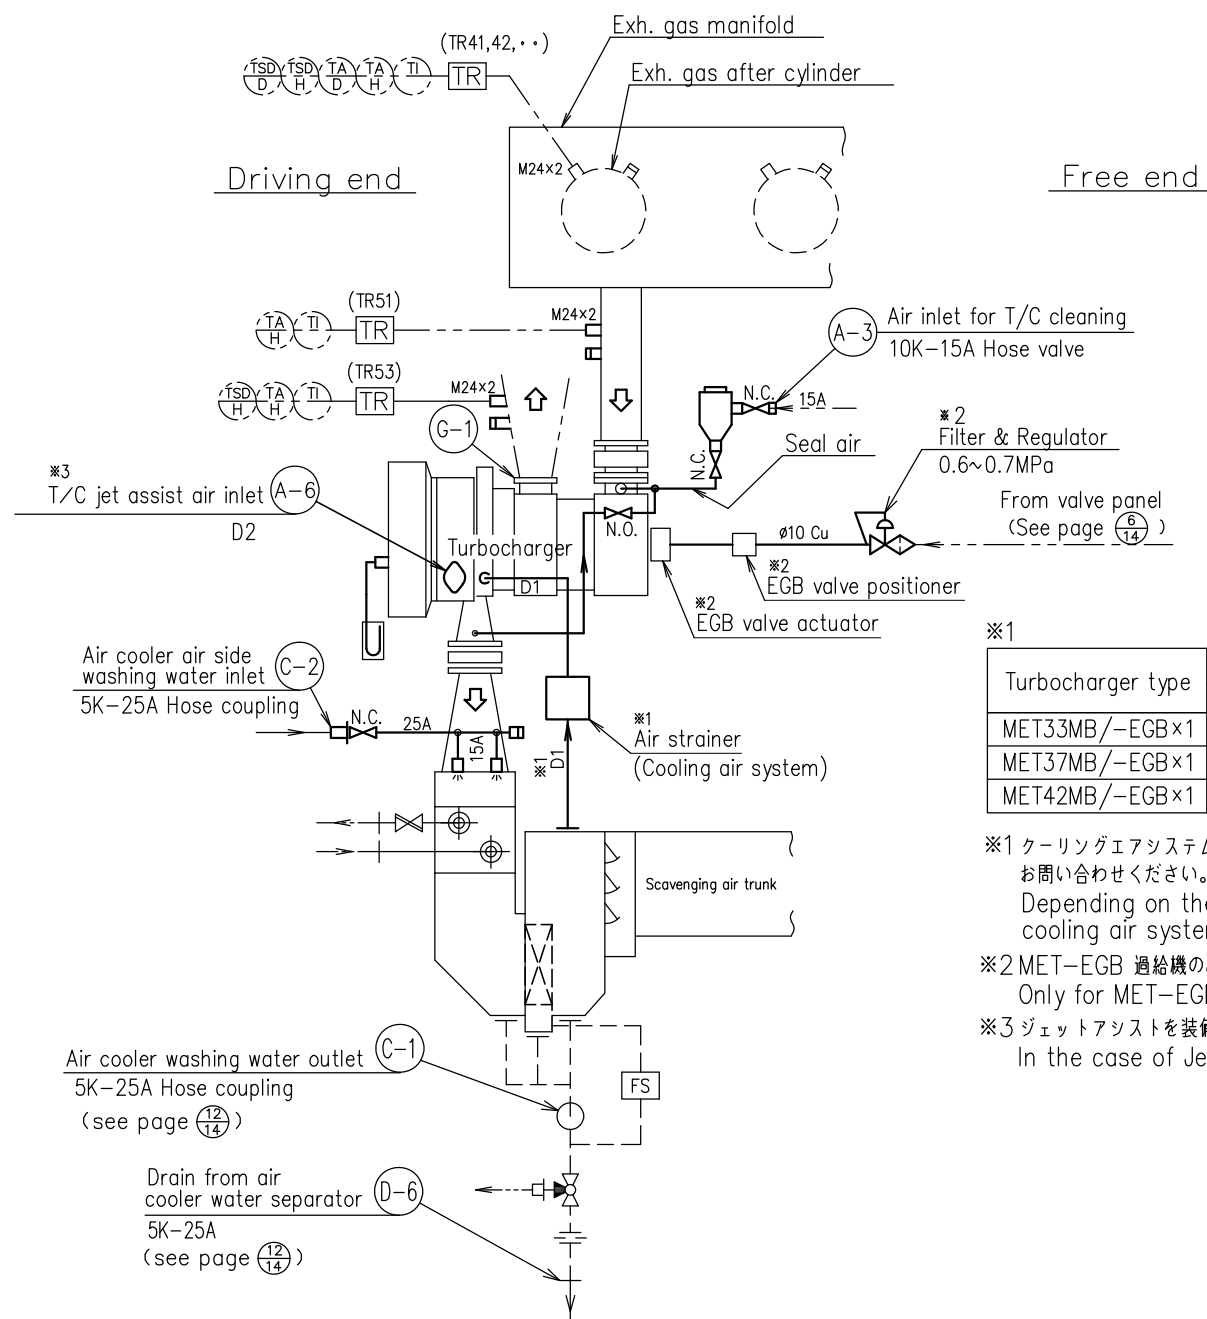 Exh. gas manifold
(TR41,42,‥)
TSD D
TSD H
TA D
TA H
TI
TR
Exh. gas after cylinder
M24×2
Driving end
Free end
(TR51)
TA H
TI
TR
M24×2
(TR53)
TSD H
TA H
TI
TR
M24×2
A-3
Air inlet for T/C cleaning
10K-15A Hose valve
N.C.
15A
N.C.
G-1
Seal air
※2
Filter & Regulator
0.6~0.7MPa
From valve panel
(See page 6/14)
※3
T/C jet assist air inlet
A-6
D2
Turbocharger
N.O.
D1
ø10 Cu
※2
EGB valve positioner
※2
EGB valve actuator
Air cooler air side
washing water inlet
C-2
5K-25A Hose coupling
N.C.
25A
15A
※1
D1
※1
Air strainer
(Cooling air system)
※1
Turbocharger type
MET33MB/-EGB×1
MET37MB/-EGB×1
MET42MB/-EGB×1
Scavenging air trunk
※1 クーリングエアシステム
お問い合わせください。
Depending on the
cooling air system
※2 MET-EGB 過給機の
Only for MET-EGB
※3 ジェットアシストを装備
In the case of Je
Air cooler washing water outlet
C-1
5K-25A Hose coupling
(see page 12/14)
FS
Drain from air
cooler water separator
D-6
5K-25A
(see page 12/14)